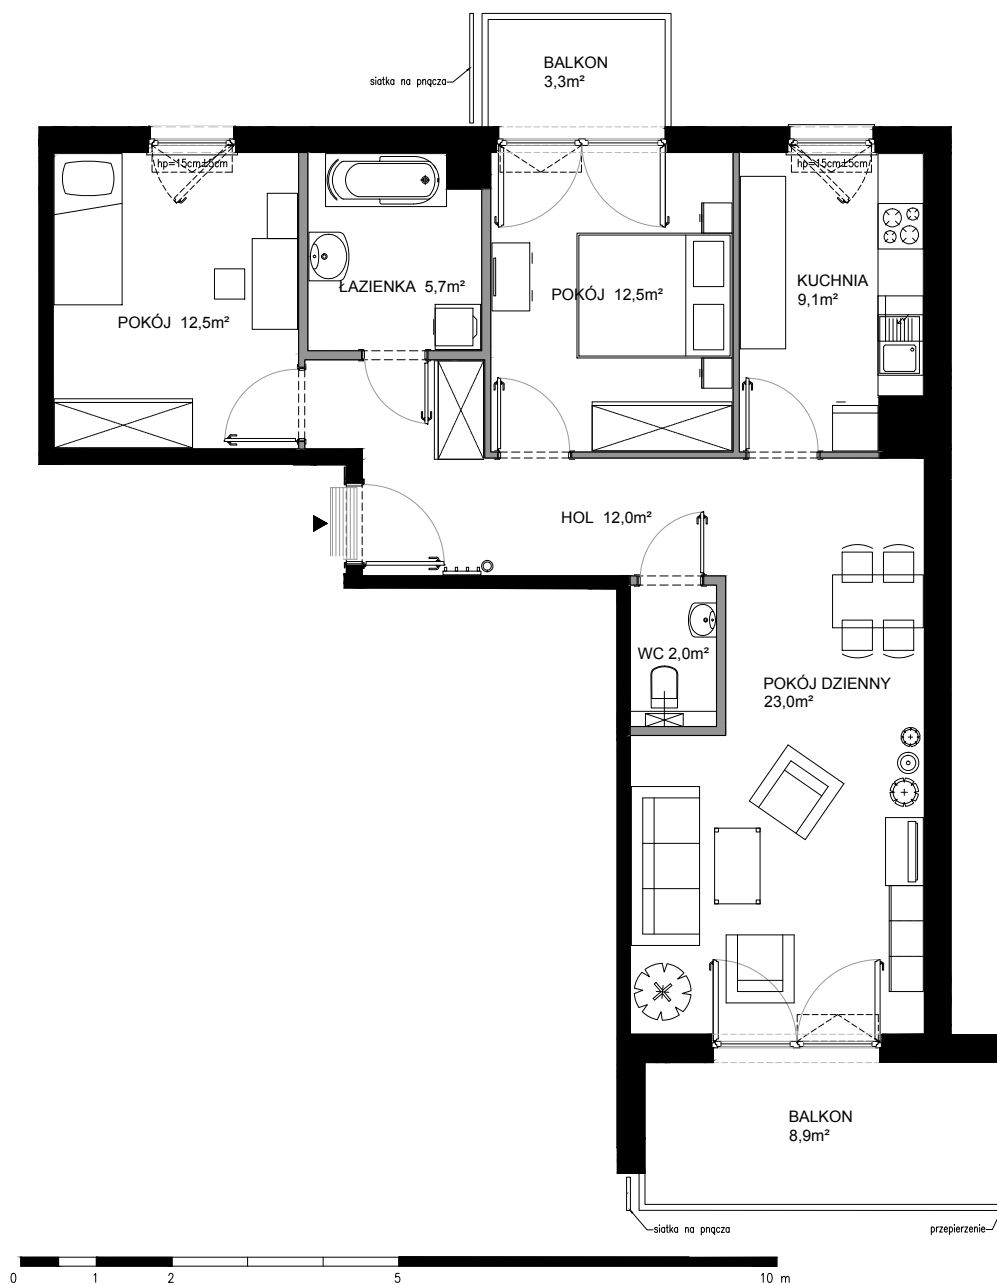 BALKON
3,3m²
siatka na pnącza
hp=15cm±5cm
hp=15cm±5cm
KUCHNIA
9,1m²
ŁAZIENKA 5,7m²
POKÓJ 12,5m²
POKÓJ 12,5m²
HOL 12,0m²
WC 2,0m²
POKÓJ DZIENNY
23,0m²
BALKON
8,9m²
siatka na pnącza
przepierzenie
0 1 2 5 10 m